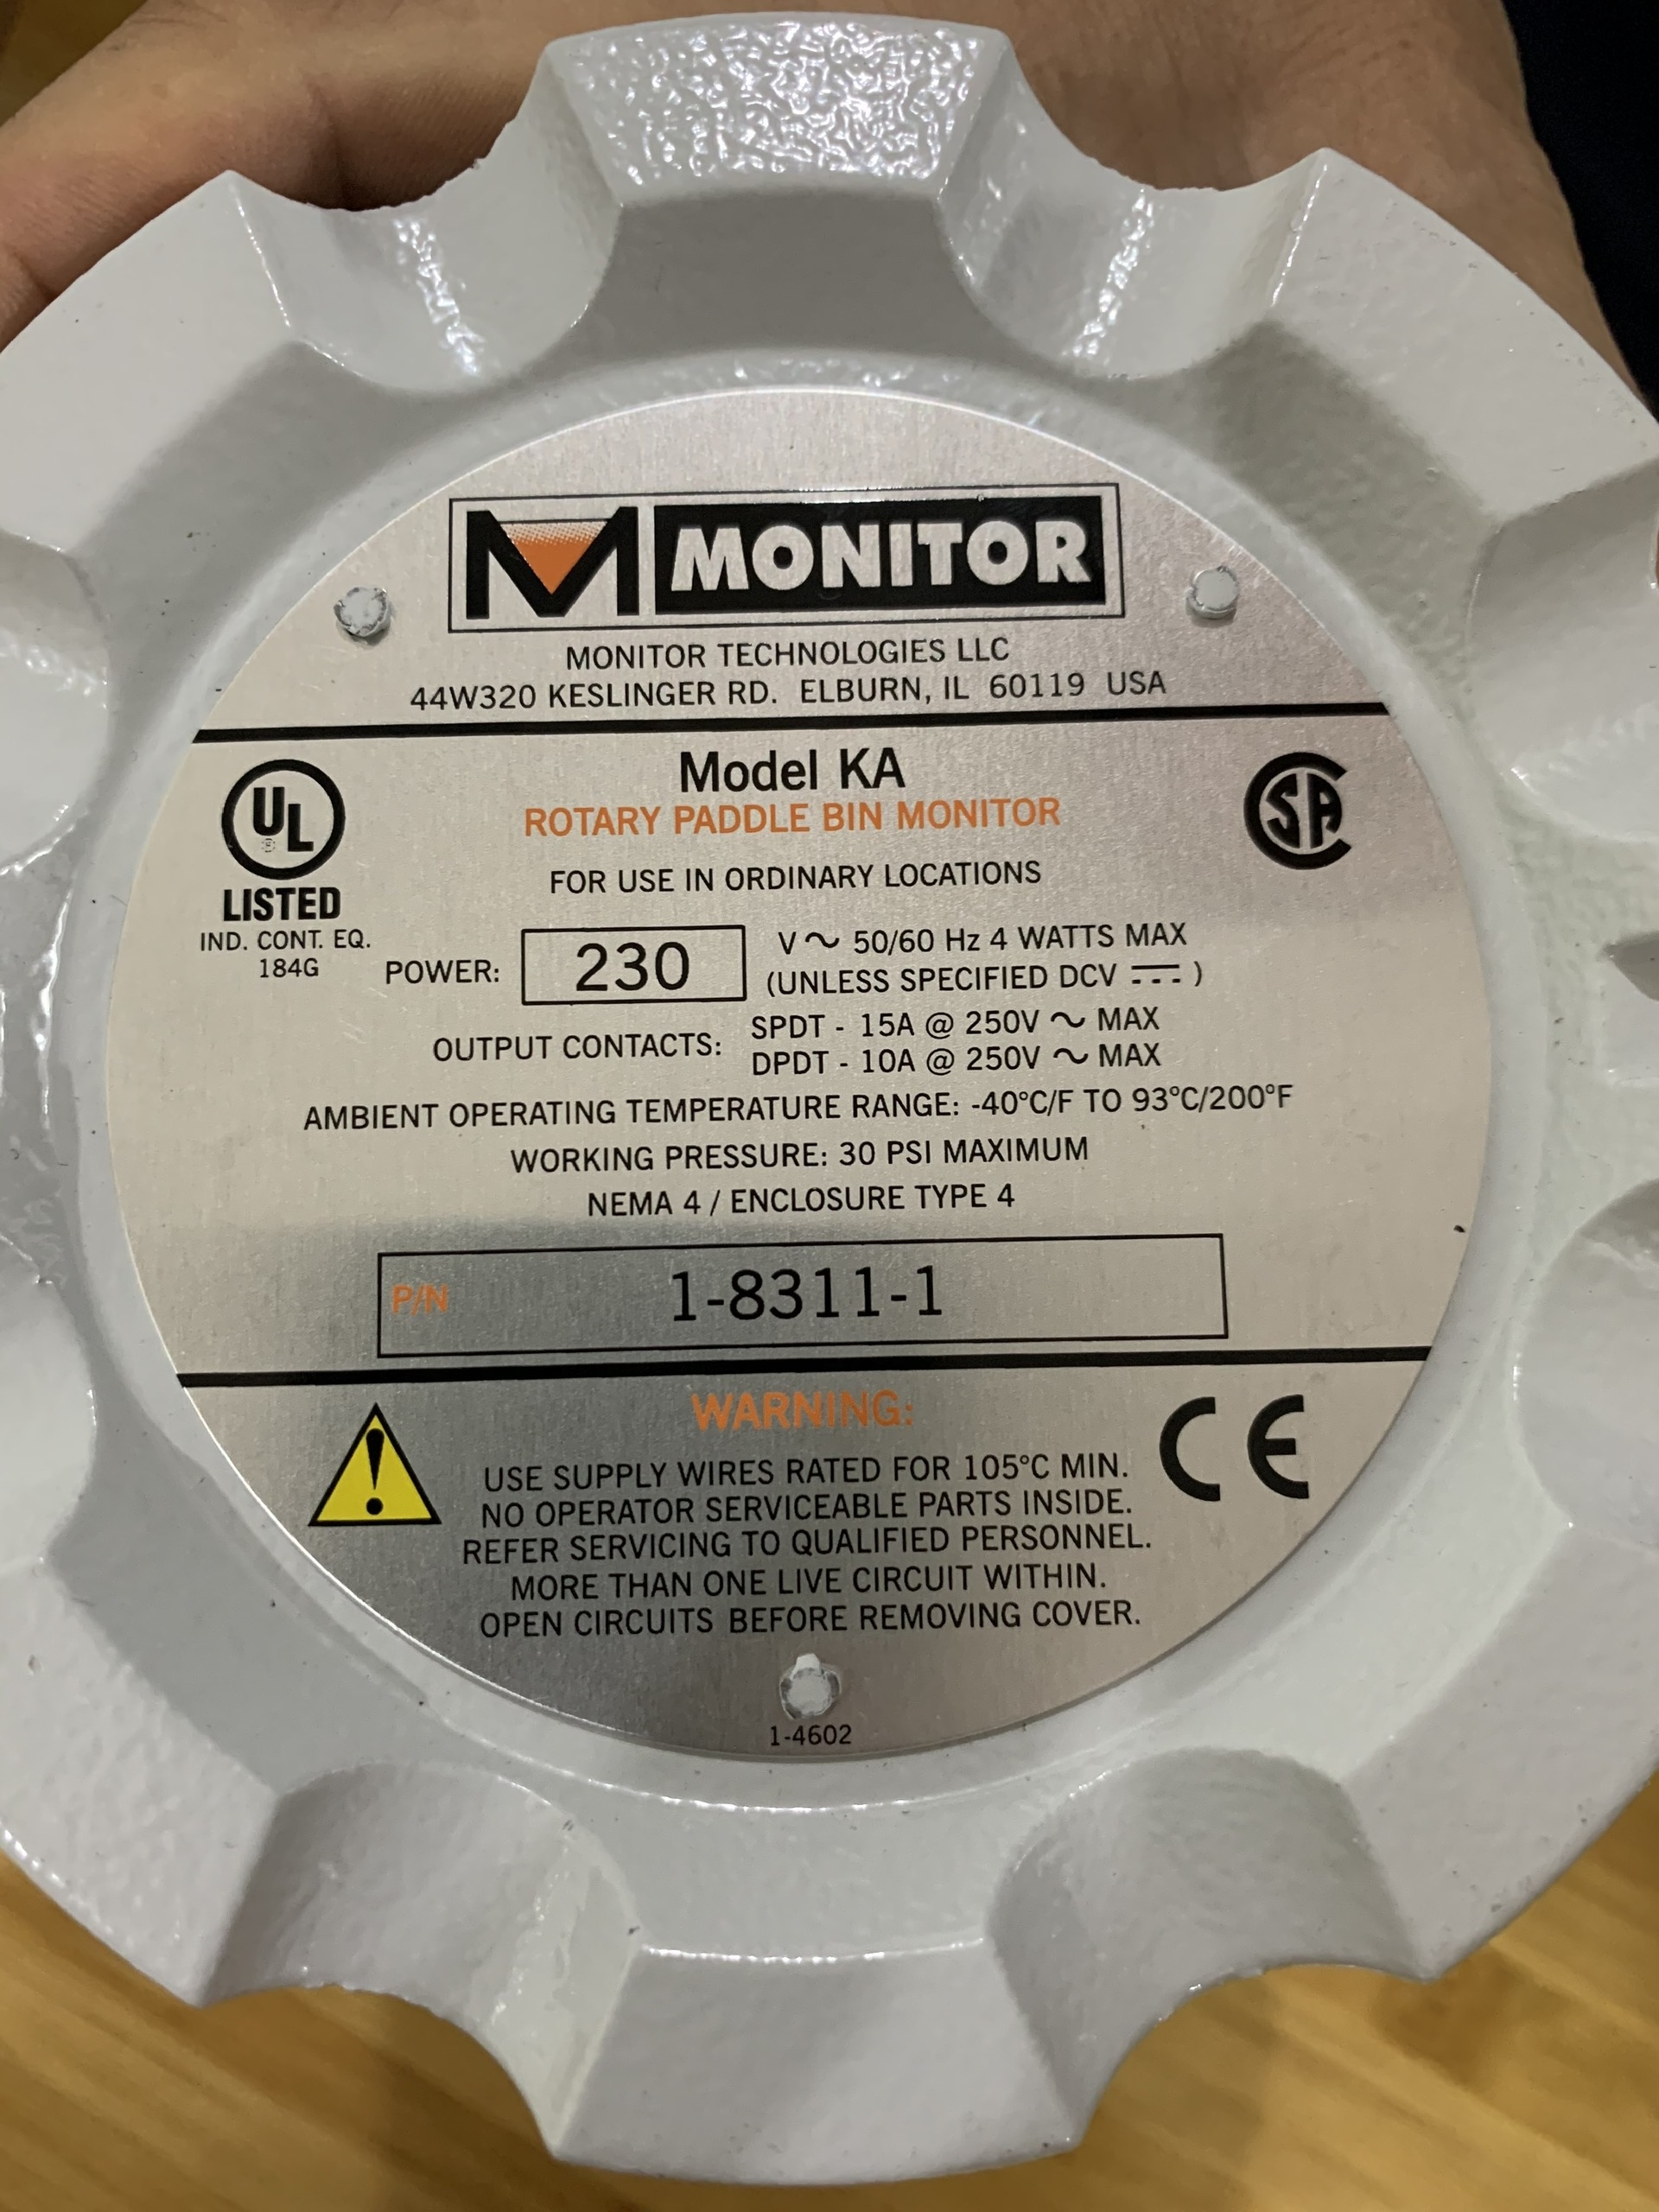 MONITOR
MONITOR TECHNOLOGIES LLC
44W320 KESLINGER RD. ELBURN, IL 60119 USA
Model KA
ROTARY PADDLE BIN MONITOR
FOR USE IN ORDINARY LOCATIONS
UL ®
LISTED
IND. CONT. EQ.
184G
CSA
POWER: 230 V ~ 50/60 Hz 4 WATTS MAX
(UNLESS SPECIFIED DCV ⎓ )
OUTPUT CONTACTS: SPDT - 15A @ 250V ~ MAX
DPDT - 10A @ 250V ~ MAX
AMBIENT OPERATING TEMPERATURE RANGE: -40°C/F TO 93°C/200°F
WORKING PRESSURE: 30 PSI MAXIMUM
NEMA 4 / ENCLOSURE TYPE 4
P/N 1-8311-1
WARNING:
USE SUPPLY WIRES RATED FOR 105°C MIN.
NO OPERATOR SERVICEABLE PARTS INSIDE.
REFER SERVICING TO QUALIFIED PERSONNEL.
MORE THAN ONE LIVE CIRCUIT WITHIN.
OPEN CIRCUITS BEFORE REMOVING COVER.
CE
1-4602